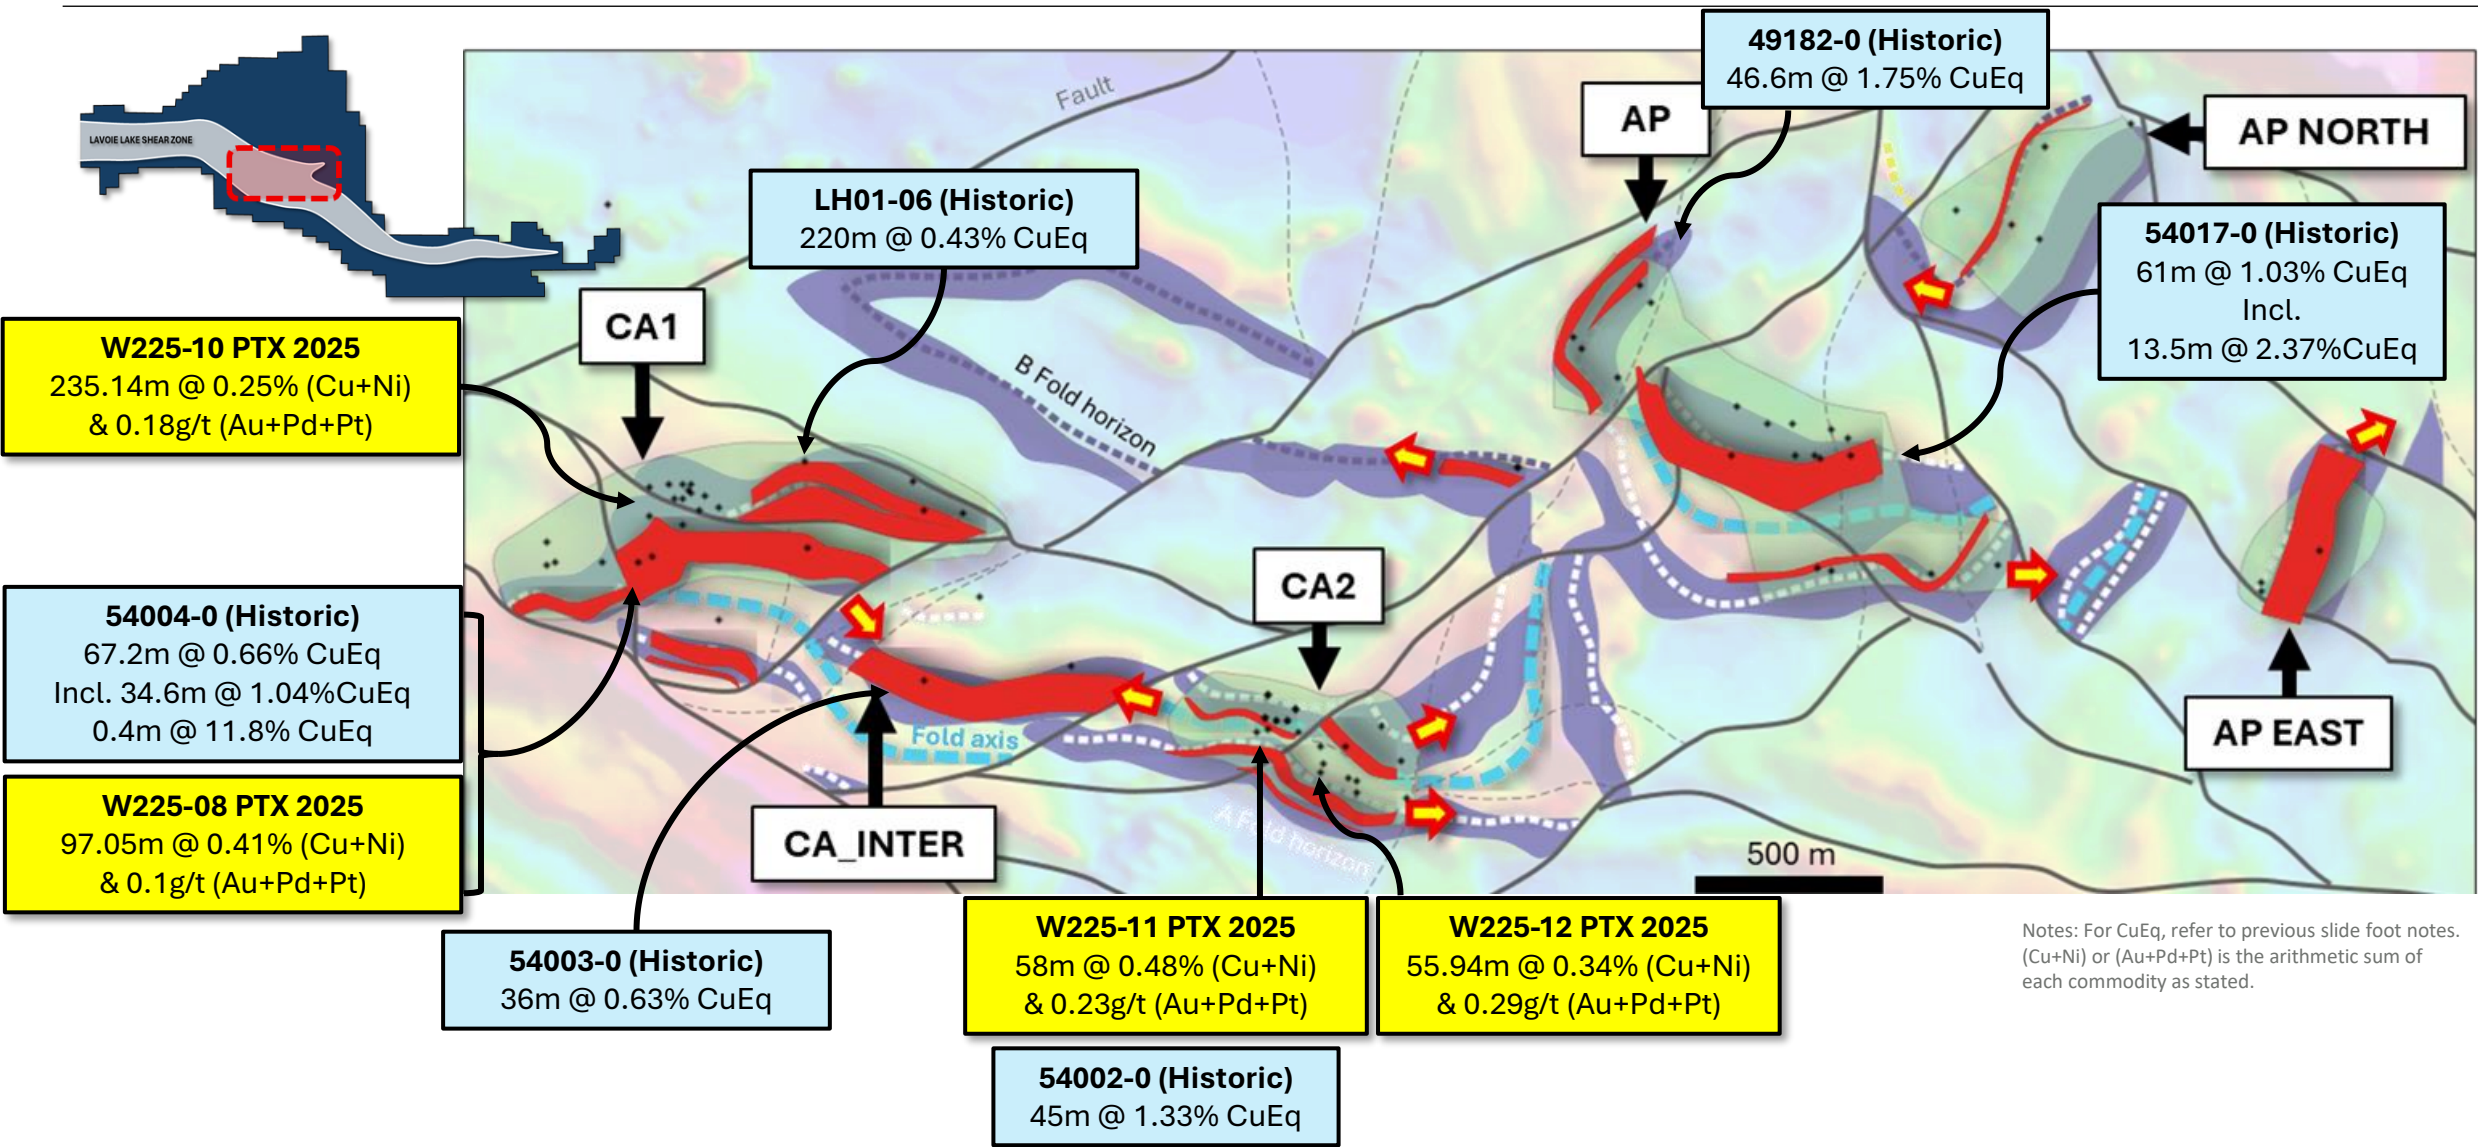 49182-0 (Historic)
46.6m @ 1.75% CuEq
LAVOIE LAKE SHEAR ZONE
Fault
AP
AP NORTH
LH01-06 (Historic)
220m @ 0.43% CuEq
54017-0 (Historic)
61m @ 1.03% CuEq
Incl.
13.5m @ 2.37%CuEq
CA1
W225-10 PTX 2025
235.14m @ 0.25% (Cu+Ni)
& 0.18g/t (Au+Pd+Pt)
B Fold horizon
CA2
54004-0 (Historic)
67.2m @ 0.66% CuEq
Incl. 34.6m @ 1.04%CuEq
0.4m @ 11.8% CuEq
Fold axis
AP EAST
W225-08 PTX 2025
97.05m @ 0.41% (Cu+Ni)
& 0.1g/t (Au+Pd+Pt)
CA_INTER
A Fold horizon
500 m
54003-0 (Historic)
36m @ 0.63% CuEq
W225-11 PTX 2025
58m @ 0.48% (Cu+Ni)
& 0.23g/t (Au+Pd+Pt)
W225-12 PTX 2025
55.94m @ 0.34% (Cu+Ni)
& 0.29g/t (Au+Pd+Pt)
Notes: For CuEq, refer to previous slide foot notes.
(Cu+Ni) or (Au+Pd+Pt) is the arithmetic sum of
each commodity as stated.
54002-0 (Historic)
45m @ 1.33% CuEq